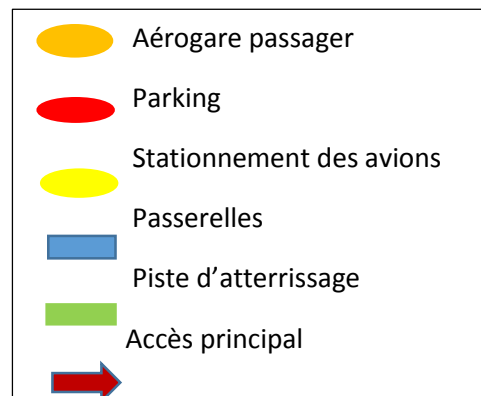 Aérogare passager
Parking
Stationnement des avions
Passerelles
Piste d'atterrissage
Accès principal